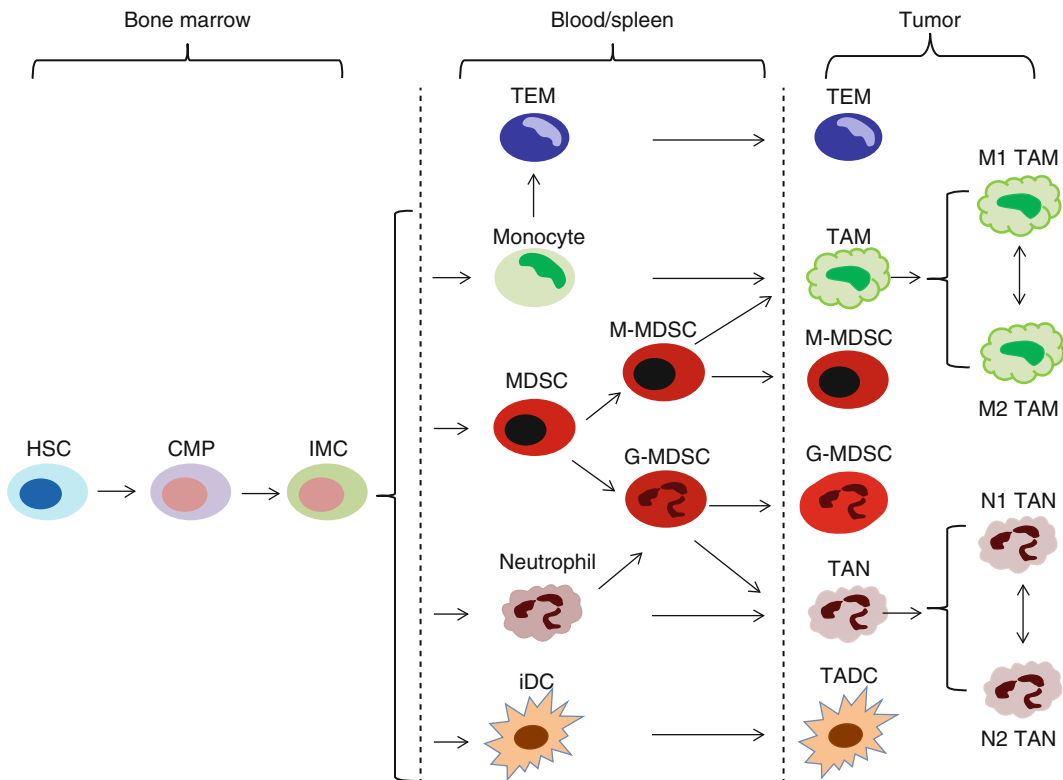 Bone marrow
Blood/spleen
Tumor
TEM
TEM
M1 TAM
Monocyte
TAM
M-MDSC
M-MDSC
MDSC
M2 TAM
HSC
CMP
IMC
G-MDSC
G-MDSC
N1 TAN
Neutrophil
TAN
iDC
TADC
N2 TAN